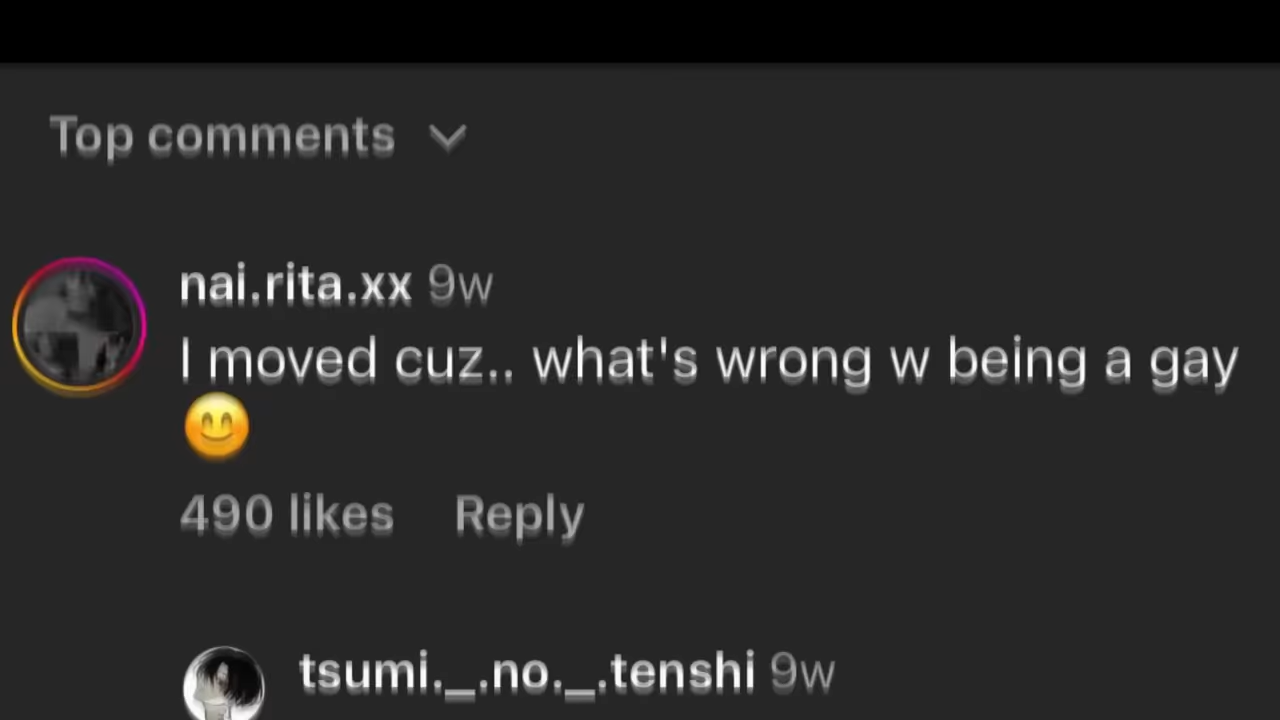 Top comments
nai.rita.xx 9w
I moved cuz.. what's wrong w being a gay
😊
490 likes Reply
tsumi._.no._.tenshi 9w